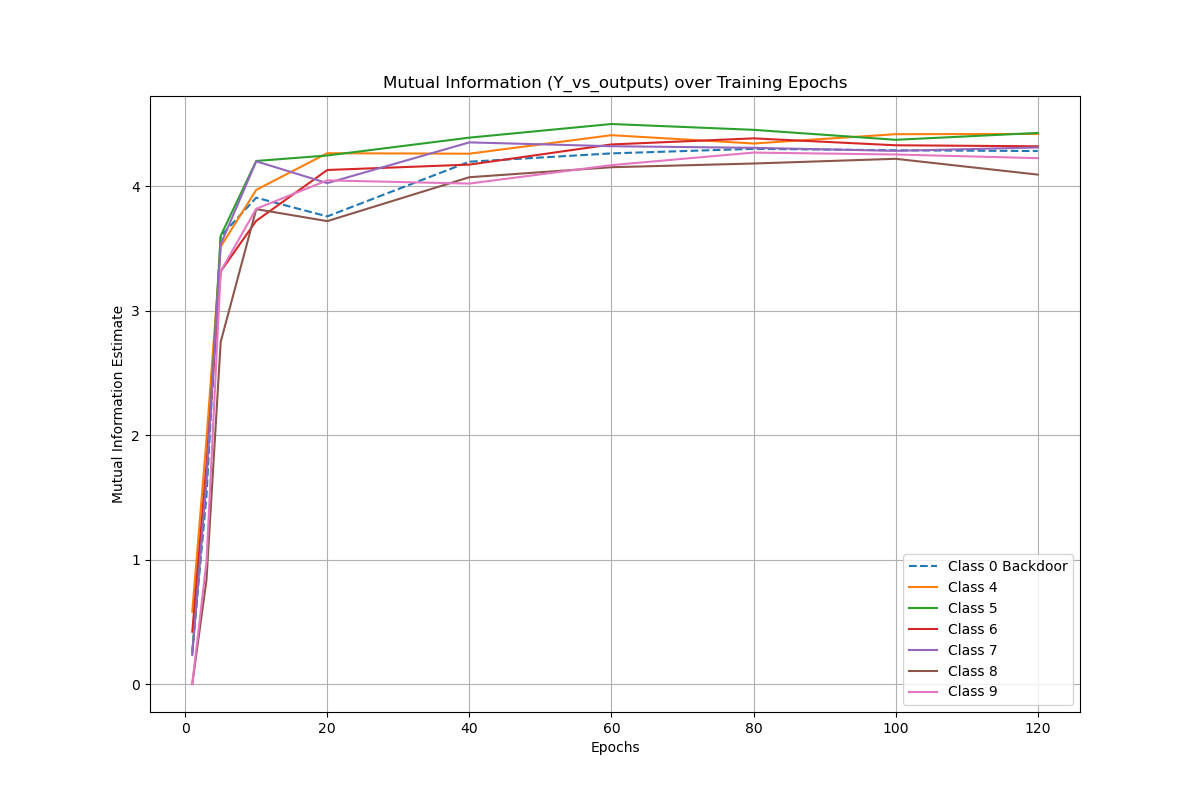 Mutual Information (Y_vs_outputs) over Training Epochs
Mutual Information Estimate
4
3
2
1
0
0 20 40 60 80 100 120
Epochs
Class 0 Backdoor
Class 4
Class 5
Class 6
Class 7
Class 8
Class 9